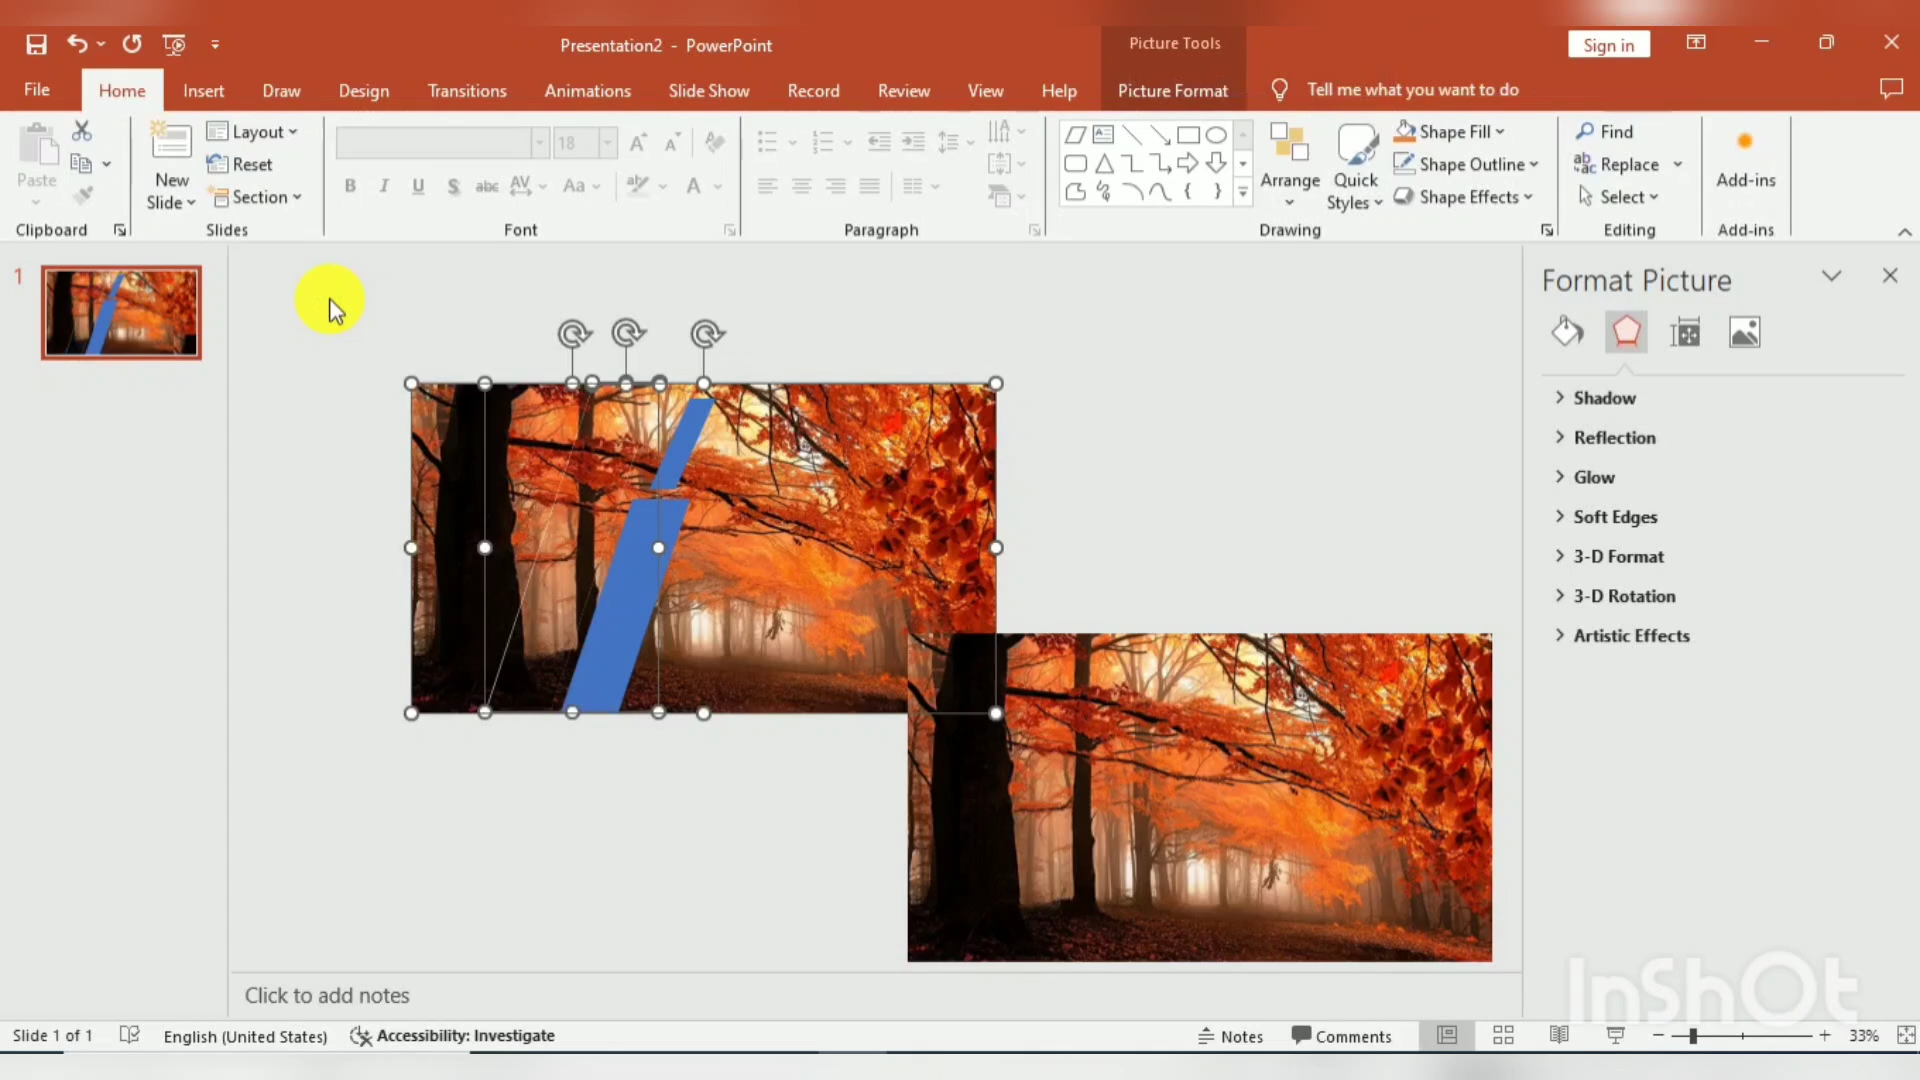 Presentation2 - PowerPoint
Picture Tools
Sign in
File
Home
Insert
Draw
Design
Transitions
Animations
Slide Show
Record
Review
View
Help
Picture Format
Tell me what you want to do
Paste
New
Slide
Layout
Reset
Section
18
B I U S abc AV Aa A
Arrange
Quick
Styles
Shape Fill
Shape Outline
Shape Effects
Find
Replace
Select
Add-ins
Clipboard
Slides
Font
Paragraph
Drawing
Editing
Add-ins
1
Format Picture
Shadow
Reflection
Glow
Soft Edges
3-D Format
3-D Rotation
Artistic Effects
Click to add notes
InShOt
Slide 1 of 1
English (United States)
Accessibility: Investigate
Notes
Comments
33%